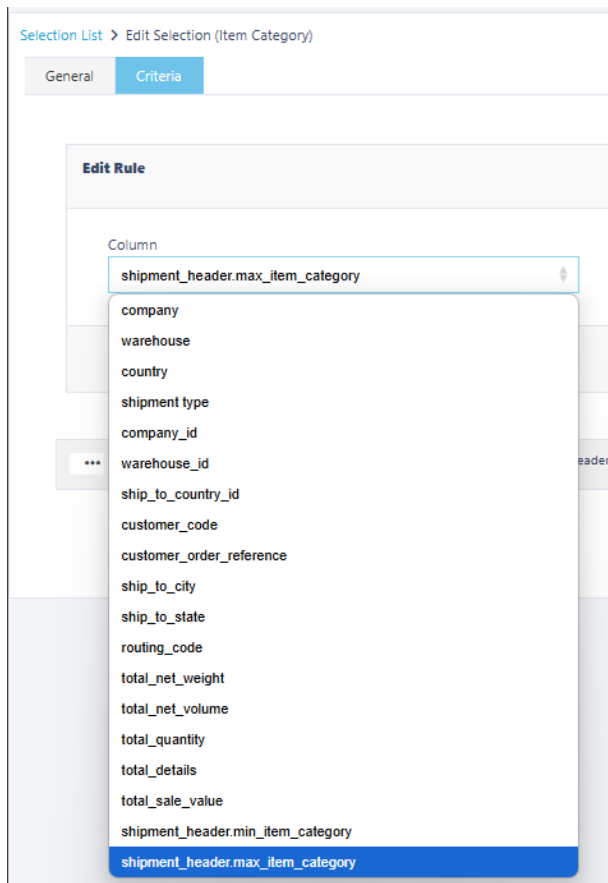 Selection List > Edit Selection (Item Category)
General Criteria
Edit Rule
Column
shipment_header.max_item_category
company
warehouse
country
shipment type
company_id
warehouse_id
ship_to_country_id
customer_code
customer_order_reference
ship_to_city
ship_to_state
routing_code
total_net_weight
total_net_volume
total_quantity
total_details
total_sale_value
shipment_header.min_item_category
shipment_header.max_item_category